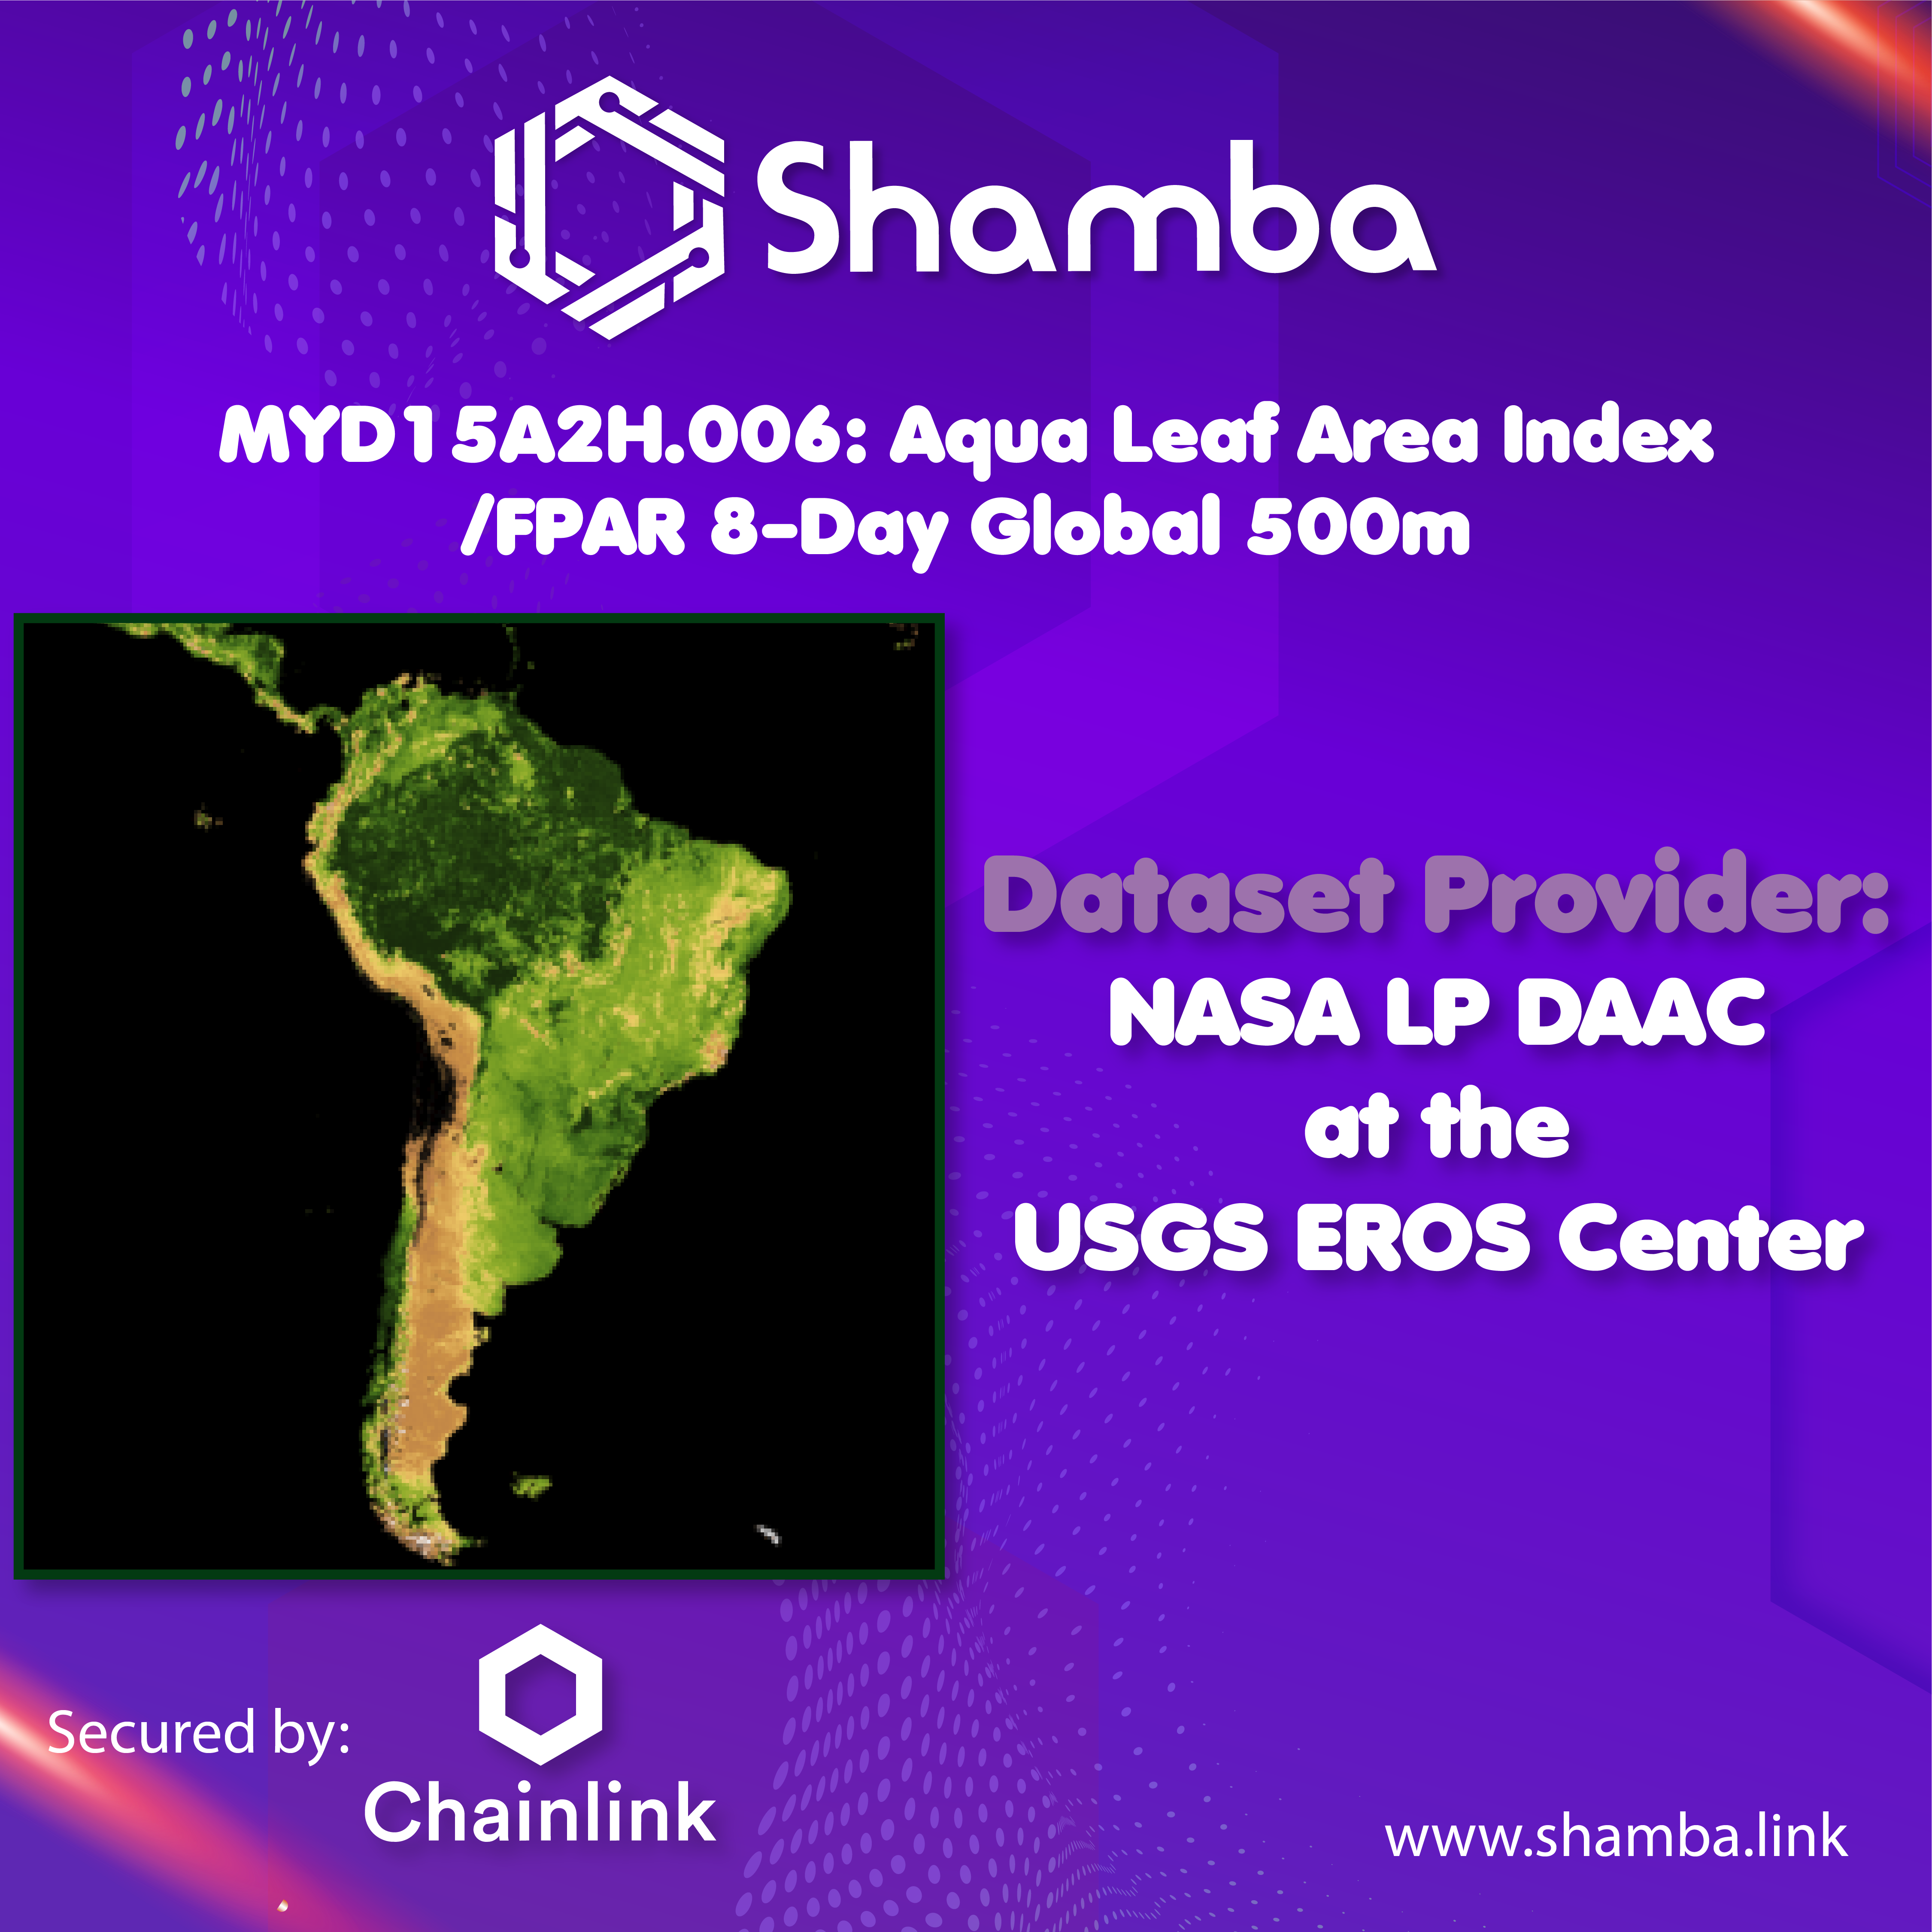 Shamba
MYD15A2H.006: Aqua Leaf Area Index
/FPAR 8-Day Global 500m
Dataset Provider:
NASA LP DAAC
at the
USGS EROS Center
Secured by:
Chainlink
www.shamba.link